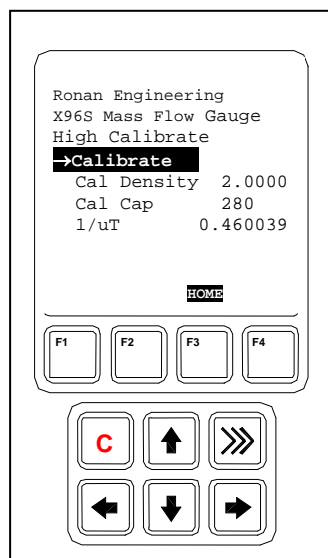 Ronan Engineering
X96S Mass Flow Gauge
High Calibrate
→Calibrate
Cal Density 2.0000
Cal Cap 280
1/uT 0.460039
HOME
F1 F2 F3 F4
C